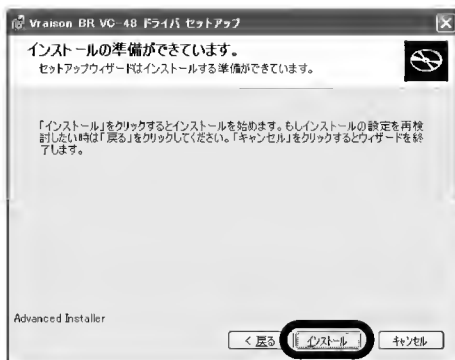 Vraison BR VC-48 ドライバ セットアップ
インストールの準備ができています。
セットアップウィザードはインストールする準備ができています。
「インストール」をクリックするとインストールを始めます。もしインストールの設定を再検
討したい時は「戻る」をクリックしてください。「キャンセル」をクリックするとウィザードを終
了します。
Advanced Installer
< 戻る
インストール
キャンセル